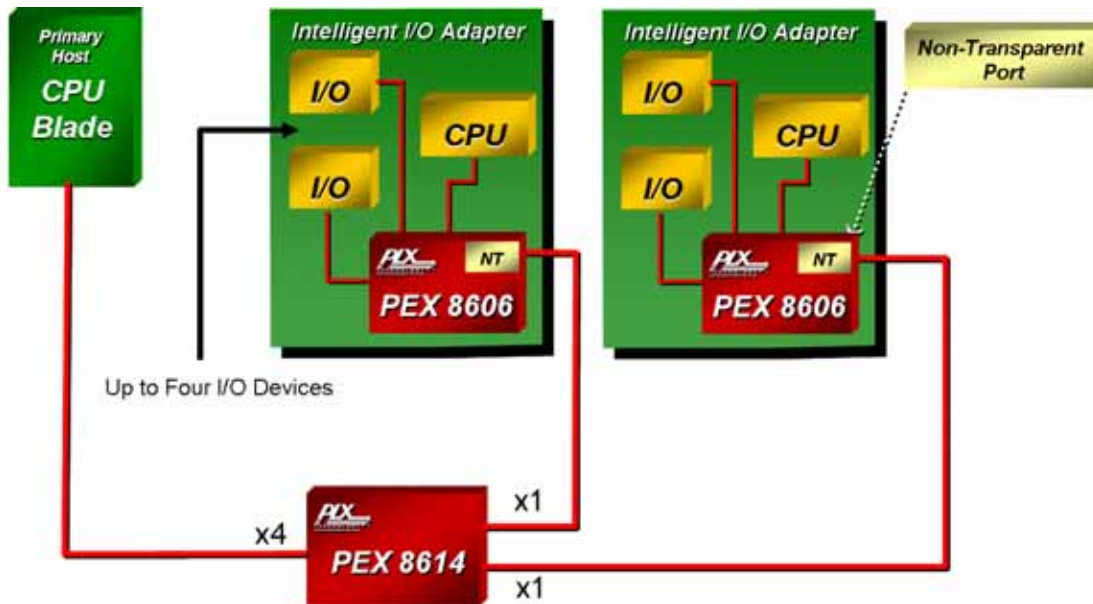 Primary
Host
CPU
Blade
Intelligent I/O Adapter
I/O
I/O
CPU
PLX
NT
PEX 8606
Intelligent I/O Adapter
I/O
I/O
CPU
PLX
NT
PEX 8606
Non-Transparent
Port
Up to Four I/O Devices
x4
PLX
PEX 8614
x1
x1